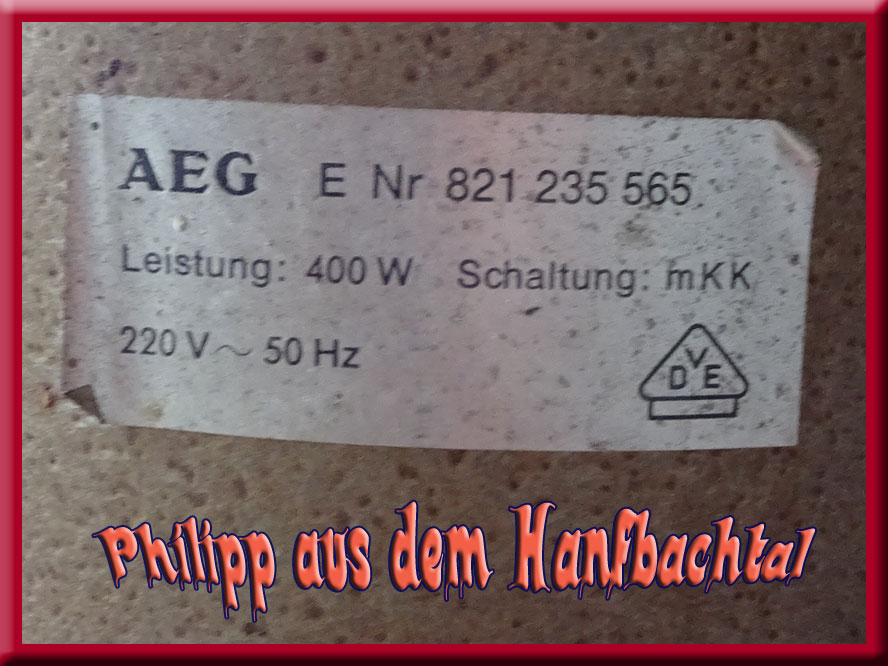 AEG E Nr 821 235 565
Leistung: 400 W Schaltung: mKK
220 V ~ 50 Hz
VDE
Philipp aus dem Hanfbachtal